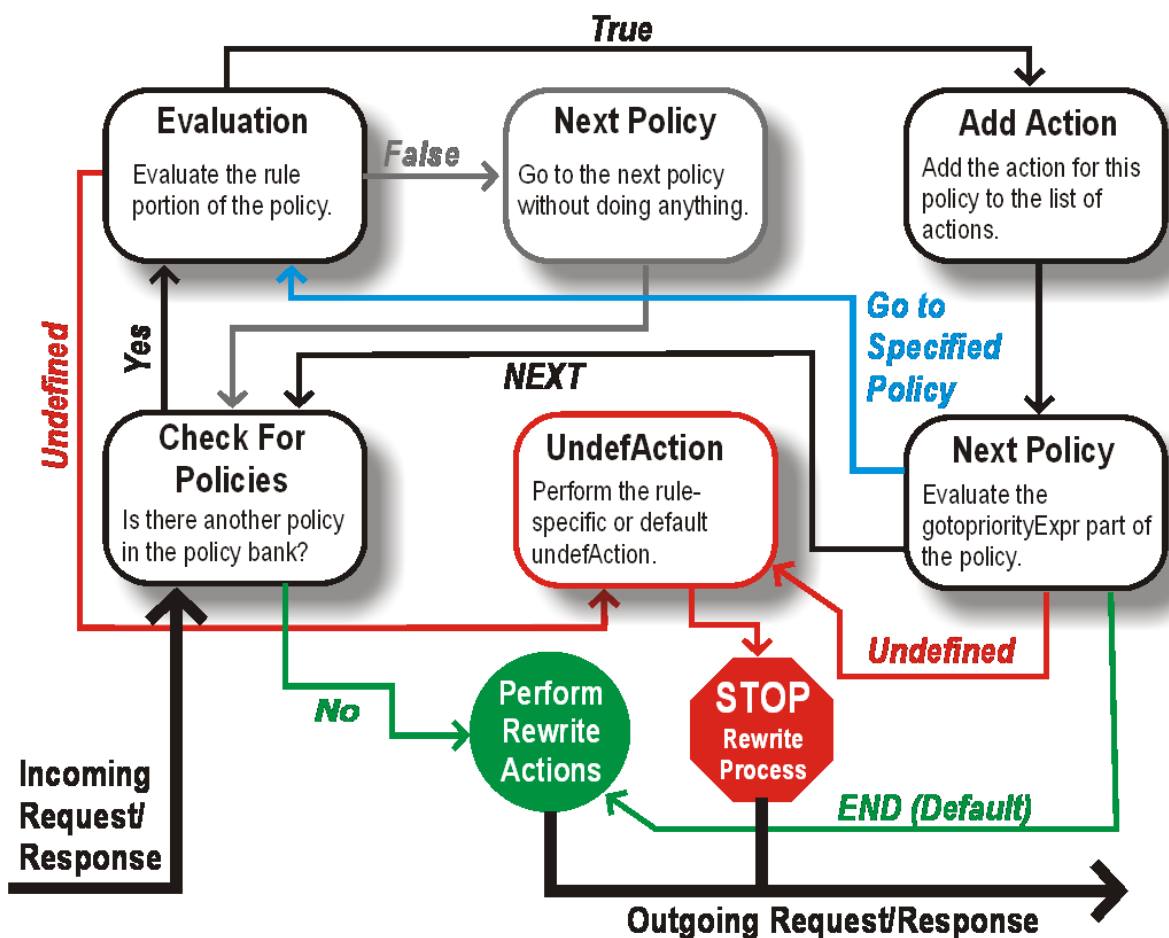 True
Evaluation
Evaluate the rule
portion of the policy.
False
Next Policy
Go to the next policy
without doing anything.
Add Action
Add the action for this
policy to the list of
actions.
Undefined
Yes
Go to
Specified
Policy
NEXT
Check For
Policies
Is there another policy
in the policy bank?
UndefAction
Perform the rule-
specific or default
undefAction.
Next Policy
Evaluate the
gotopriorityExpr part of
the policy.
Undefined
No
Perform
Rewrite
Actions
STOP
Rewrite
Process
END (Default)
Incoming
Request/
Response
Outgoing Request/Response